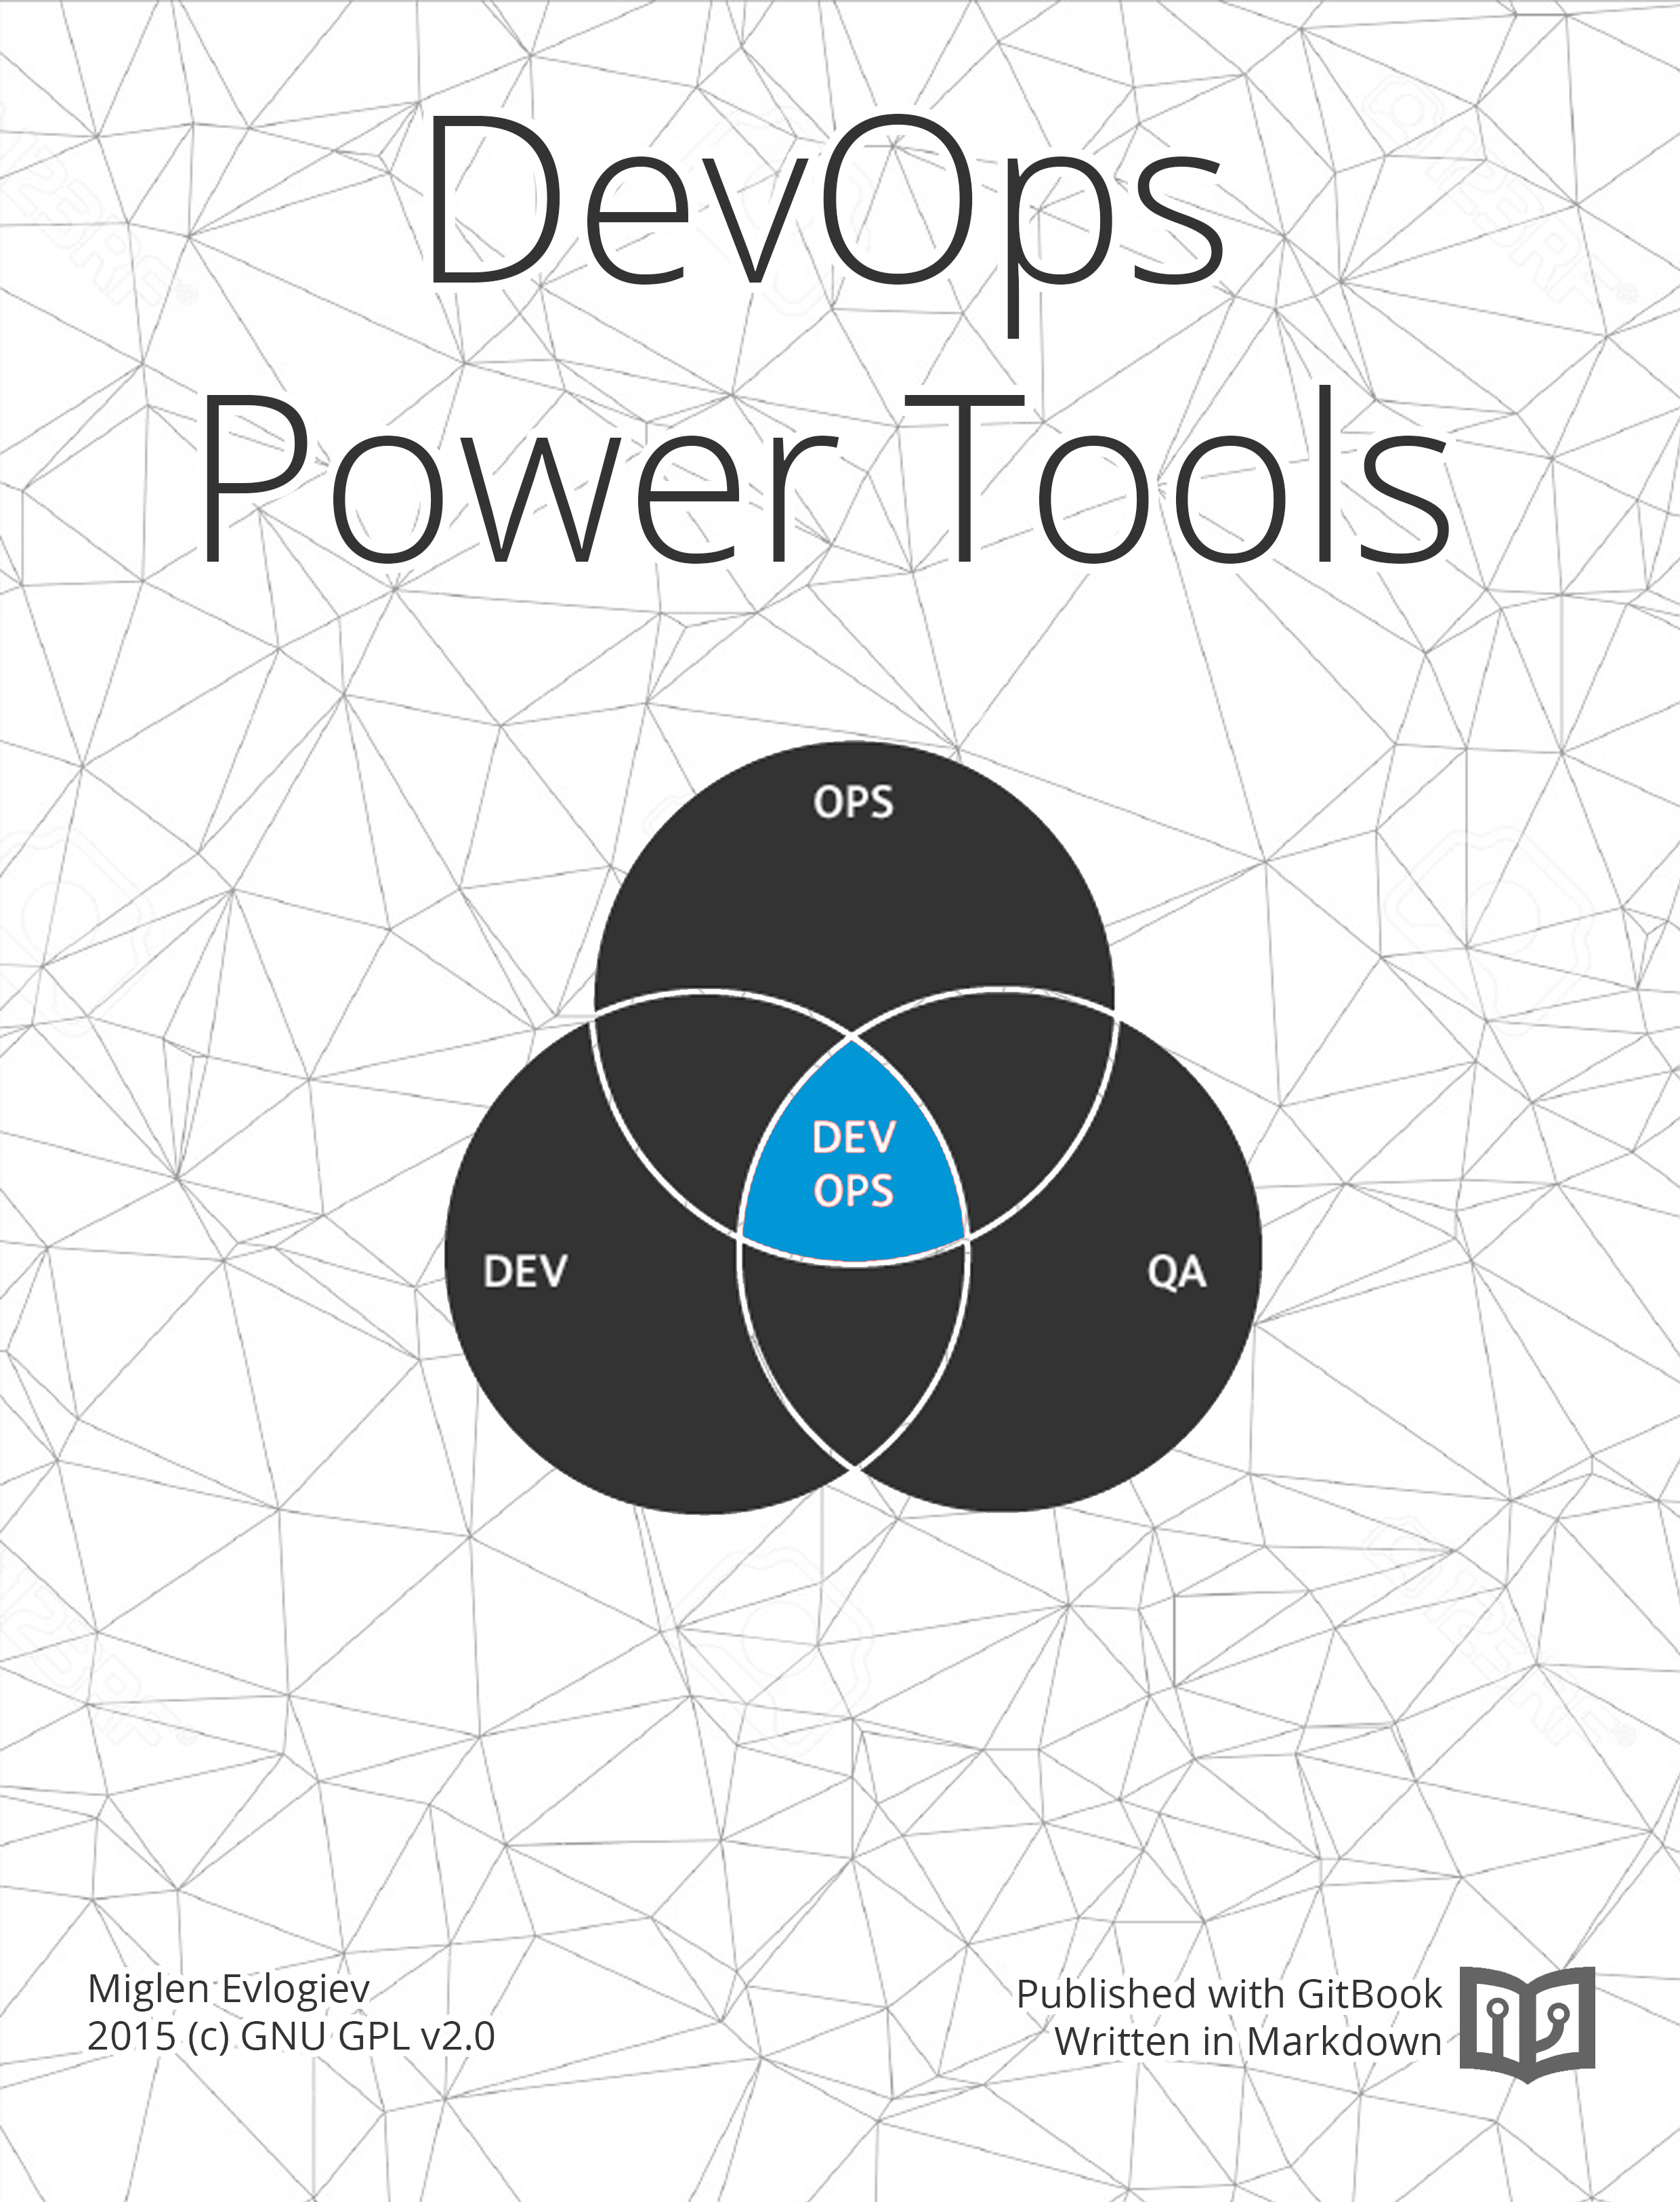 DevOps
Power Tools
OPS
DEV
OPS
DEV
QA
Miglen Evlogiev
2015 (c) GNU GPL v2.0
Published with GitBook
Written in Markdown